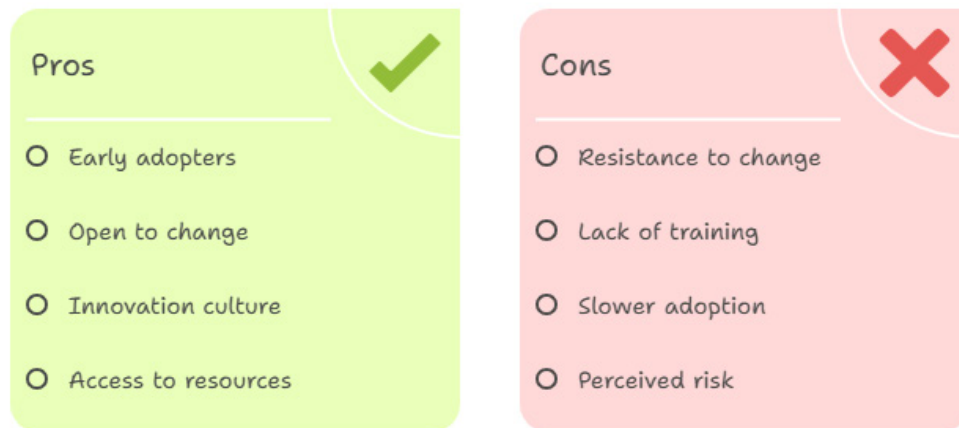 Pros
Early adopters
Open to change
Innovation culture
Access to resources
Cons
Resistance to change
Lack of training
Slower adoption
Perceived risk